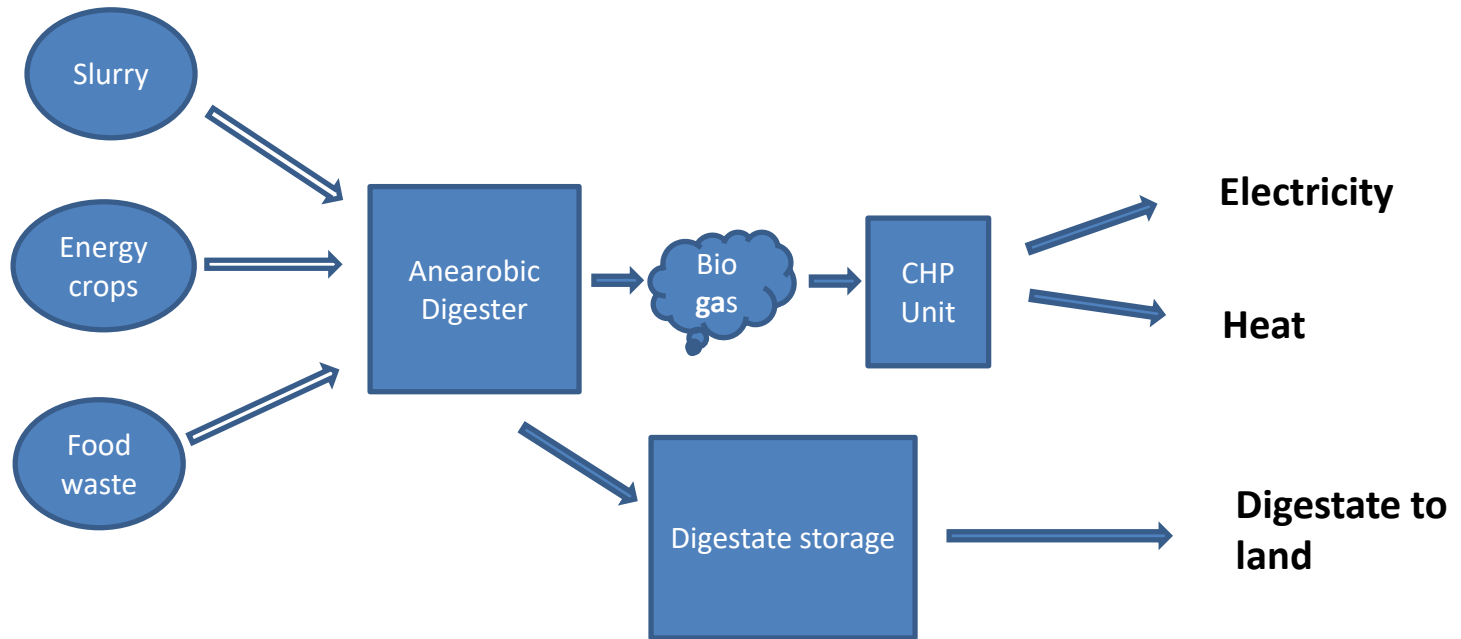 Slurry
Energy
crops
Food
waste
Anearobic
Digester
Bio
gas
CHP
Unit
Electricity
Heat
Digestate storage
Digestate to
land